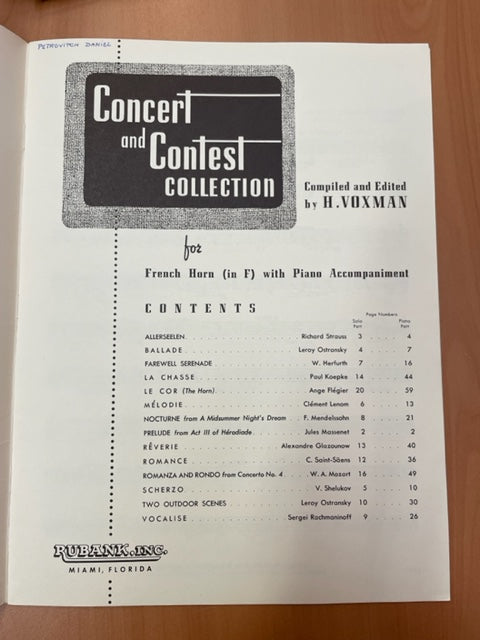 PETROVITCH DANIEL
Concert
and Contest
COLLECTION
Compiled and Edited
by H. VOXMAN
for
French Horn (in F) with Piano Accompaniment
CONTENTS
Page Numbers
Solo Part Piano Part
ALLERSEELEN. . . . . . . . . . Richard Strauss 3 . . . . 4
BALLADE . . . . . . . . . . Leroy Ostransky 4 . . . . 7
FAREWELL SERENADE . . . . . . . . . . W. Herfurth 7 . . . . 16
LA CHASSE . . . . . . . . . . Paul Koepke 14 . . . . 44
LE COR (The Horn) . . . . . . . . . . Ange Flégier 20 . . . . 59
MÉLODIE . . . . . . . . . . Clément Lenom 6 . . . . 13
NOCTURNE from A Midsummer Night's Dream . . F. Mendelssohn 8 . . . . 21
PRELUDE from Act III of Hérodiade . . . . . . Jules Massenet 2 . . . . 2
RÊVERIE . . . . . . . . . . Alexandre Glazounow 13 . . . . 40
ROMANCE . . . . . . . . . . C. Saint-Säens 12 . . . . 36
ROMANZA AND RONDO from Concerto No. 4 . . . W. A. Mozart 16 . . . . 49
SCHERZO . . . . . . . . . . V. Shelukov 5 . . . . 10
TWO OUTDOOR SCENES . . . . . . . . . . Leroy Ostransky 10 . . . . 30
VOCALISE . . . . . . . . . . Sergei Rachmaninoff 9 . . . . 26
RUBANK, INC.
MIAMI, FLORIDA